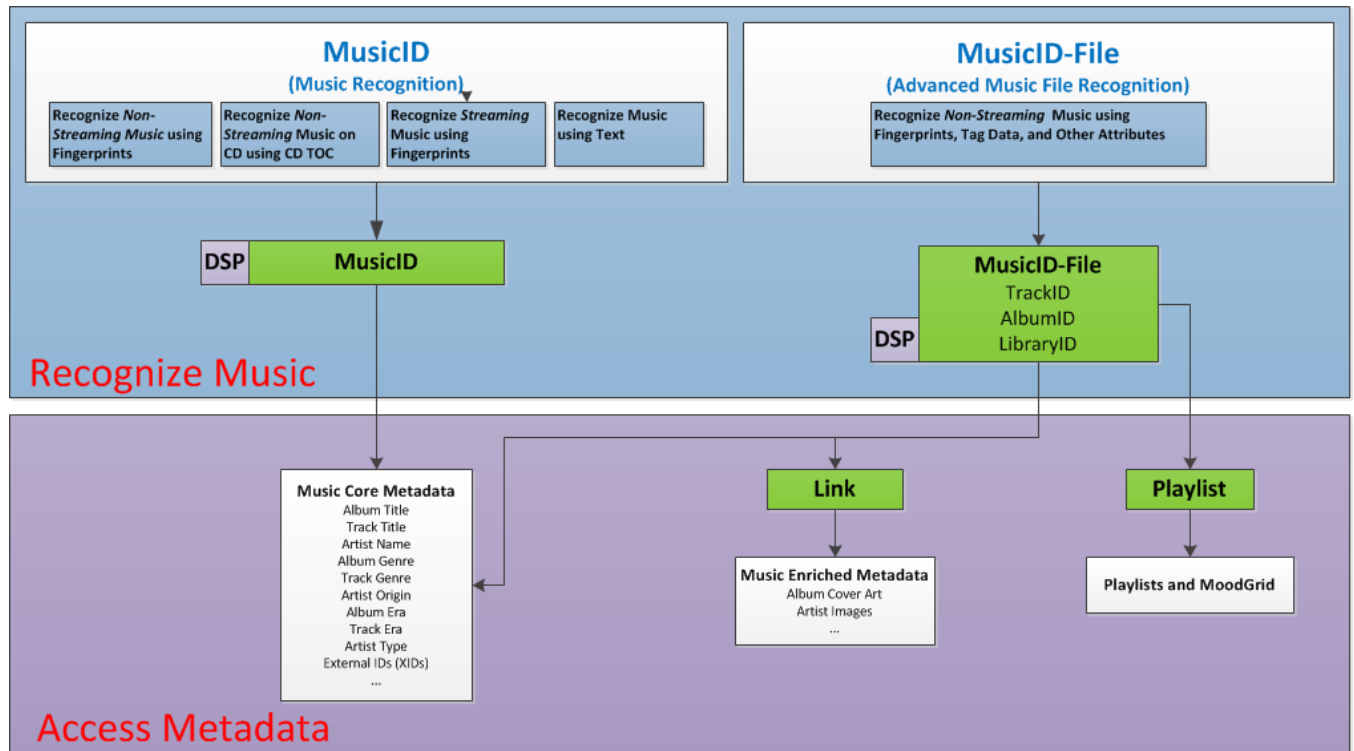 MusicID
(Music Recognition)
Recognize Non-
Streaming Music using
Fingerprints
Recognize Non-
Streaming Music on
CD using CD TOC
Recognize Streaming
Music using
Fingerprints
Recognize Music
using Text
MusicID-File
(Advanced Music File Recognition)
Recognize Non-Streaming Music using
Fingerprints, Tag Data, and Other Attributes
DSP
MusicID
MusicID-File
TrackID
AlbumID
LibraryID
DSP
Recognize Music
Music Core Metadata
Album Title
Track Title
Artist Name
Album Genre
Track Genre
Artist Origin
Album Era
Track Era
Artist Type
External IDs (XIDs)
...
Link
Music Enriched Metadata
Album Cover Art
Artist Images
...
Playlist
Playlists and MoodGrid
Access Metadata